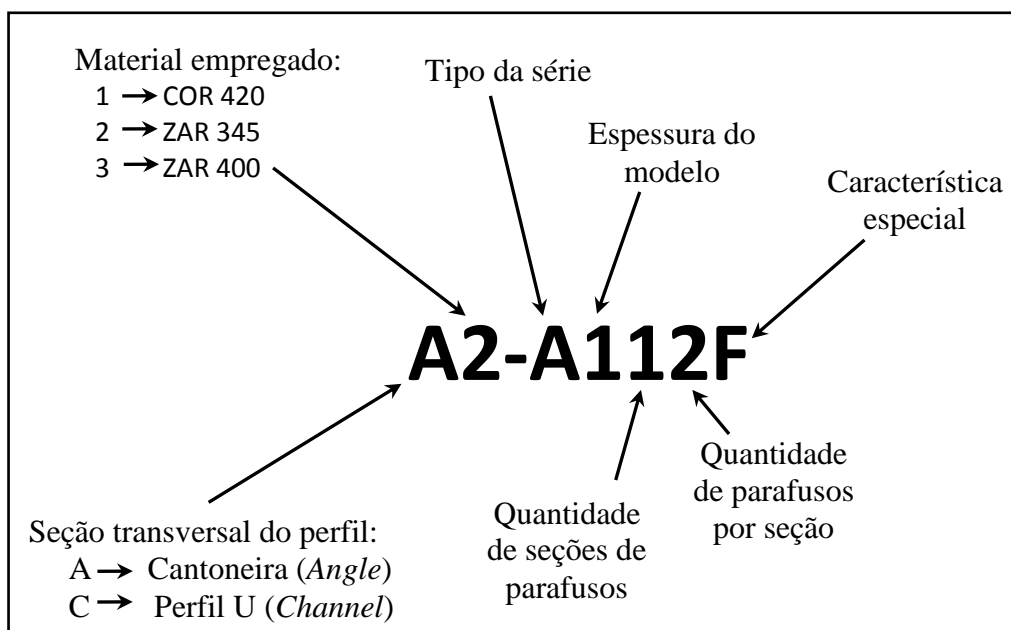 Material empregado:
1 → COR 420
2 → ZAR 345
3 → ZAR 400
Tipo da série
Espessura do
modelo
Característica
especial
A2-A112F
Seção transversal do perfil:
A → Cantoneira (Angle)
C → Perfil U (Channel)
Quantidade
de seções de
parafusos
Quantidade
de parafusos
por seção